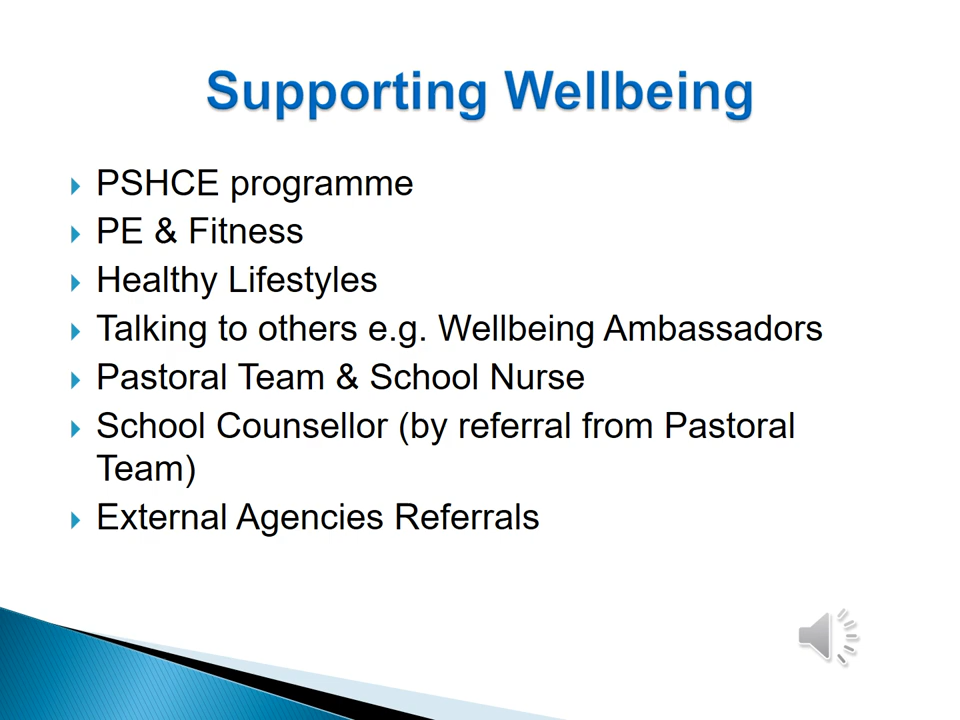 Supporting Wellbeing
PSHCE programme
PE & Fitness
Healthy Lifestyles
Talking to others e.g. Wellbeing Ambassadors
Pastoral Team & School Nurse
School Counsellor (by referral from Pastoral
Team)
External Agencies Referrals